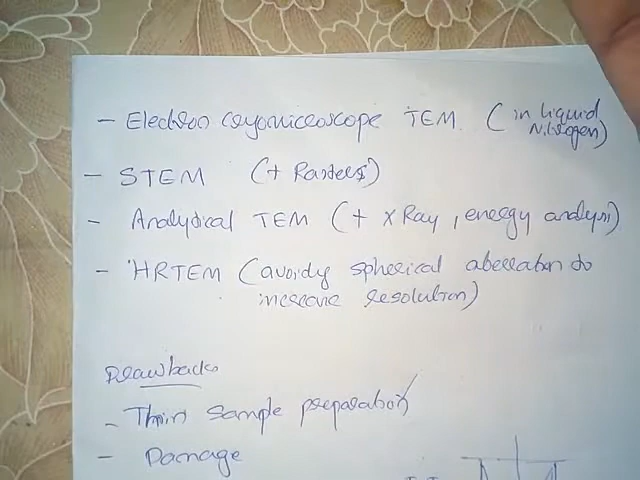 - Electron cryomicroscope TEM (in liquid
Nitrogen)
- STEM (+ Rasters)
- Analytical TEM (+ X Ray, energy analysis)
- HRTEM (avoidy spherical aberration to
increase resolution)
Drawbacks
- Thin sample preparation
- Damage